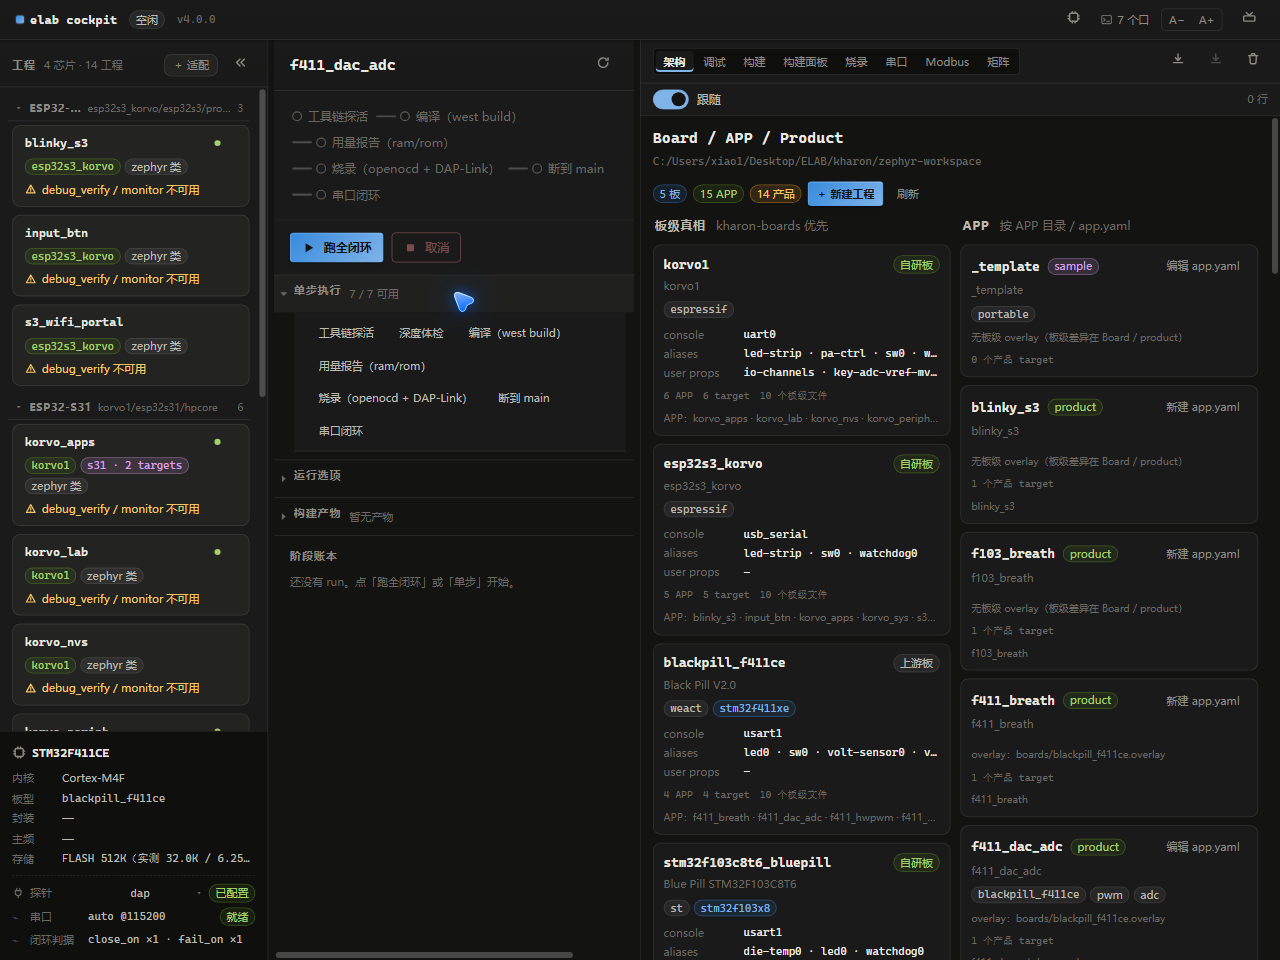 elab cockpit 空闲 v4.0.0
7 个口 A− A+
工程 4 芯片 · 14 工程 + 适配
ESP32-... esp32s3_korvo/esp32s3/pro... 3
blinky_s3
esp32s3_korvo zephyr 类
debug_verify / monitor 不可用
input_btn
esp32s3_korvo zephyr 类
debug_verify / monitor 不可用
s3_wifi_portal
esp32s3_korvo zephyr 类
debug_verify 不可用
ESP32-S31 korvo1/esp32s31/hpcore 6
korvo_apps
korvo1 s31 · 2 targets
zephyr 类
debug_verify / monitor 不可用
korvo_lab
korvo1 zephyr 类
debug_verify / monitor 不可用
korvo_nvs
korvo1 zephyr 类
debug_verify / monitor 不可用
STM32F411CE
内核 Cortex-M4F
板型 blackpill_f411ce
封装 —
主频 —
存储 FLASH 512K（实测 32.0K / 6.25...
探针 dap 已配置
串口 auto @115200 就绪
闭环判据 close_on ×1 · fail_on ×1
f411_dac_adc
工具链探活 编译（west build）
用量报告（ram/rom）
烧录（openocd + DAP-Link） 断到 main
串口闭环
跑全闭环 取消
单步执行 7 / 7 可用
工具链探活 深度体检 编译（west build）
用量报告（ram/rom）
烧录（openocd + DAP-Link） 断到 main
串口闭环
运行选项
构建产物 暂无产物
阶段账本
还没有 run。点「跑全闭环」或「单步」开始。
架构 调试 构建 构建面板 烧录 串口 Modbus 矩阵
跟随 0 行
Board / APP / Product
C:/Users/xiao1/Desktop/ELAB/kharon/zephyr-workspace
5 板 15 APP 14 产品 + 新建工程 刷新
板级真相 kharon-boards 优先
korvo1 自研板
korvo1
espressif
console uart0
aliases led-strip · pa-ctrl · sw0 · w...
user props io-channels · key-adc-vref-mv...
6 APP 6 target 10 个板级文件
APP: korvo_apps · korvo_lab · korvo_nvs · korvo_periph...
esp32s3_korvo 自研板
esp32s3_korvo
espressif
console usb_serial
aliases led-strip · sw0 · watchdog0
user props —
5 APP 5 target 10 个板级文件
APP: blinky_s3 · input_btn · korvo_apps · korvo_sys · s3...
blackpill_f411ce 上游板
Black Pill V2.0
weact stm32f411xe
console usart1
aliases led0 · sw0 · volt-sensor0 · v...
user props —
4 APP 4 target 10 个板级文件
APP: f411_breath · f411_dac_adc · f411_hwpwm · f411_...
stm32f103c8t6_bluepill 自研板
Blue Pill STM32F103C8T6
st stm32f103x8
console usart1
aliases die-temp0 · led0 · watchdog0
APP 按 APP 目录 / app.yaml
_template sample 编辑 app.yaml
_template
portable
无板级 overlay（板级差异在 Board / product）
0 个产品 target
blinky_s3 product 新建 app.yaml
blinky_s3
无板级 overlay（板级差异在 Board / product）
1 个产品 target
blinky_s3
f103_breath product 新建 app.yaml
f103_breath
无板级 overlay（板级差异在 Board / product）
1 个产品 target
f103_breath
f411_breath product 新建 app.yaml
f411_breath
overlay: boards/blackpill_f411ce.overlay
1 个产品 target
f411_breath
f411_dac_adc product 编辑 app.yaml
f411_dac_adc
blackpill_f411ce pwm adc
overlay: boards/blackpill_f411ce.overlay
1 个产品 target